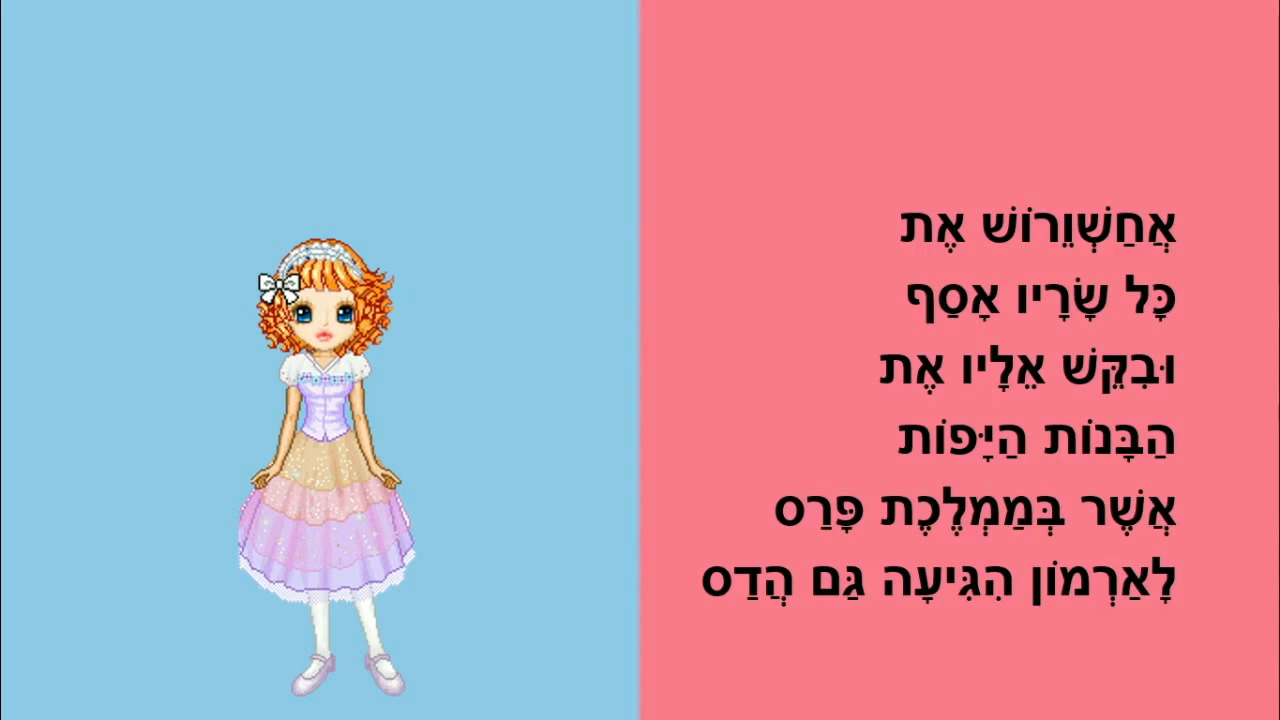 אֲחַשְׁוֵרוֹשׁ אֶת
כָּל שָׂרָיו אָסַף
וּבִקֵּשׁ אֵלָיו אֶת
הַבָּנוֹת הַיָּפוֹת
אֲשֶׁר בְּמַמְלֶכֶת פָּרַס
לָאַרְמוֹן הִגִּיעָה גַּם הֲדַס